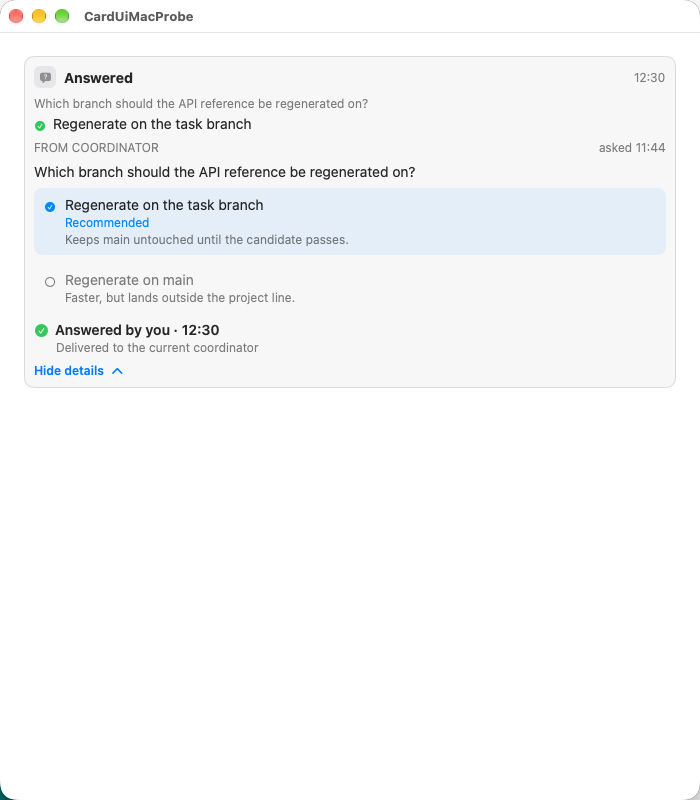 CardUiMacProbe
Answered 12:30
Which branch should the API reference be regenerated on?
Regenerate on the task branch
FROM COORDINATOR asked 11:44
Which branch should the API reference be regenerated on?
Regenerate on the task branch
Recommended
Keeps main untouched until the candidate passes.
Regenerate on main
Faster, but lands outside the project line.
Answered by you · 12:30
Delivered to the current coordinator
Hide details